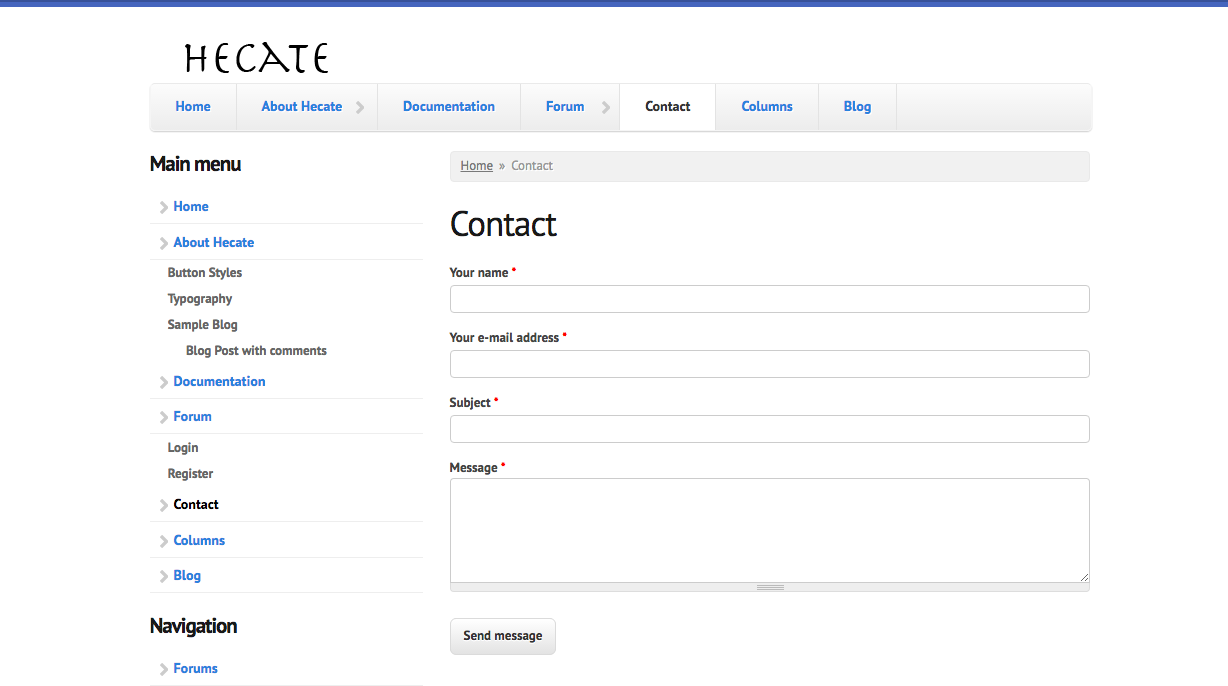 HECATE
Home About Hecate Documentation Forum Contact Columns Blog
Main menu
Home
About Hecate
Button Styles
Typography
Sample Blog
Blog Post with comments
Documentation
Forum
Login
Register
Contact
Columns
Blog
Navigation
Forums
Home » Contact
Contact
Your name *
Your e-mail address *
Subject *
Message *
Send message